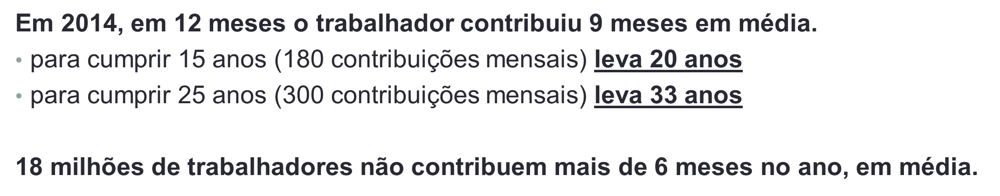 Em 2014, em 12 meses o trabalhador contribuiu 9 meses em média.
• para cumprir 15 anos (180 contribuições mensais) leva 20 anos
• para cumprir 25 anos (300 contribuições mensais) leva 33 anos
18 milhões de trabalhadores não contribuem mais de 6 meses no ano, em média.